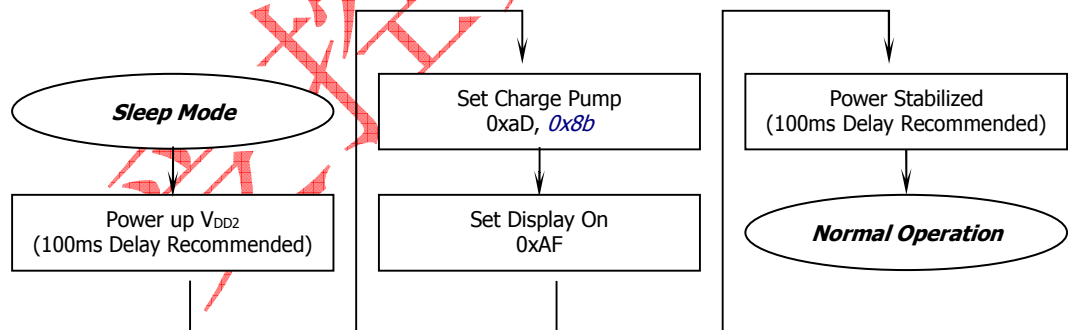 Sleep Mode
Power up VDD2
(100ms Delay Recommended)
Set Charge Pump
0xaD, 0x8b
Set Display On
0xAF
Power Stabilized
(100ms Delay Recommended)
Normal Operation